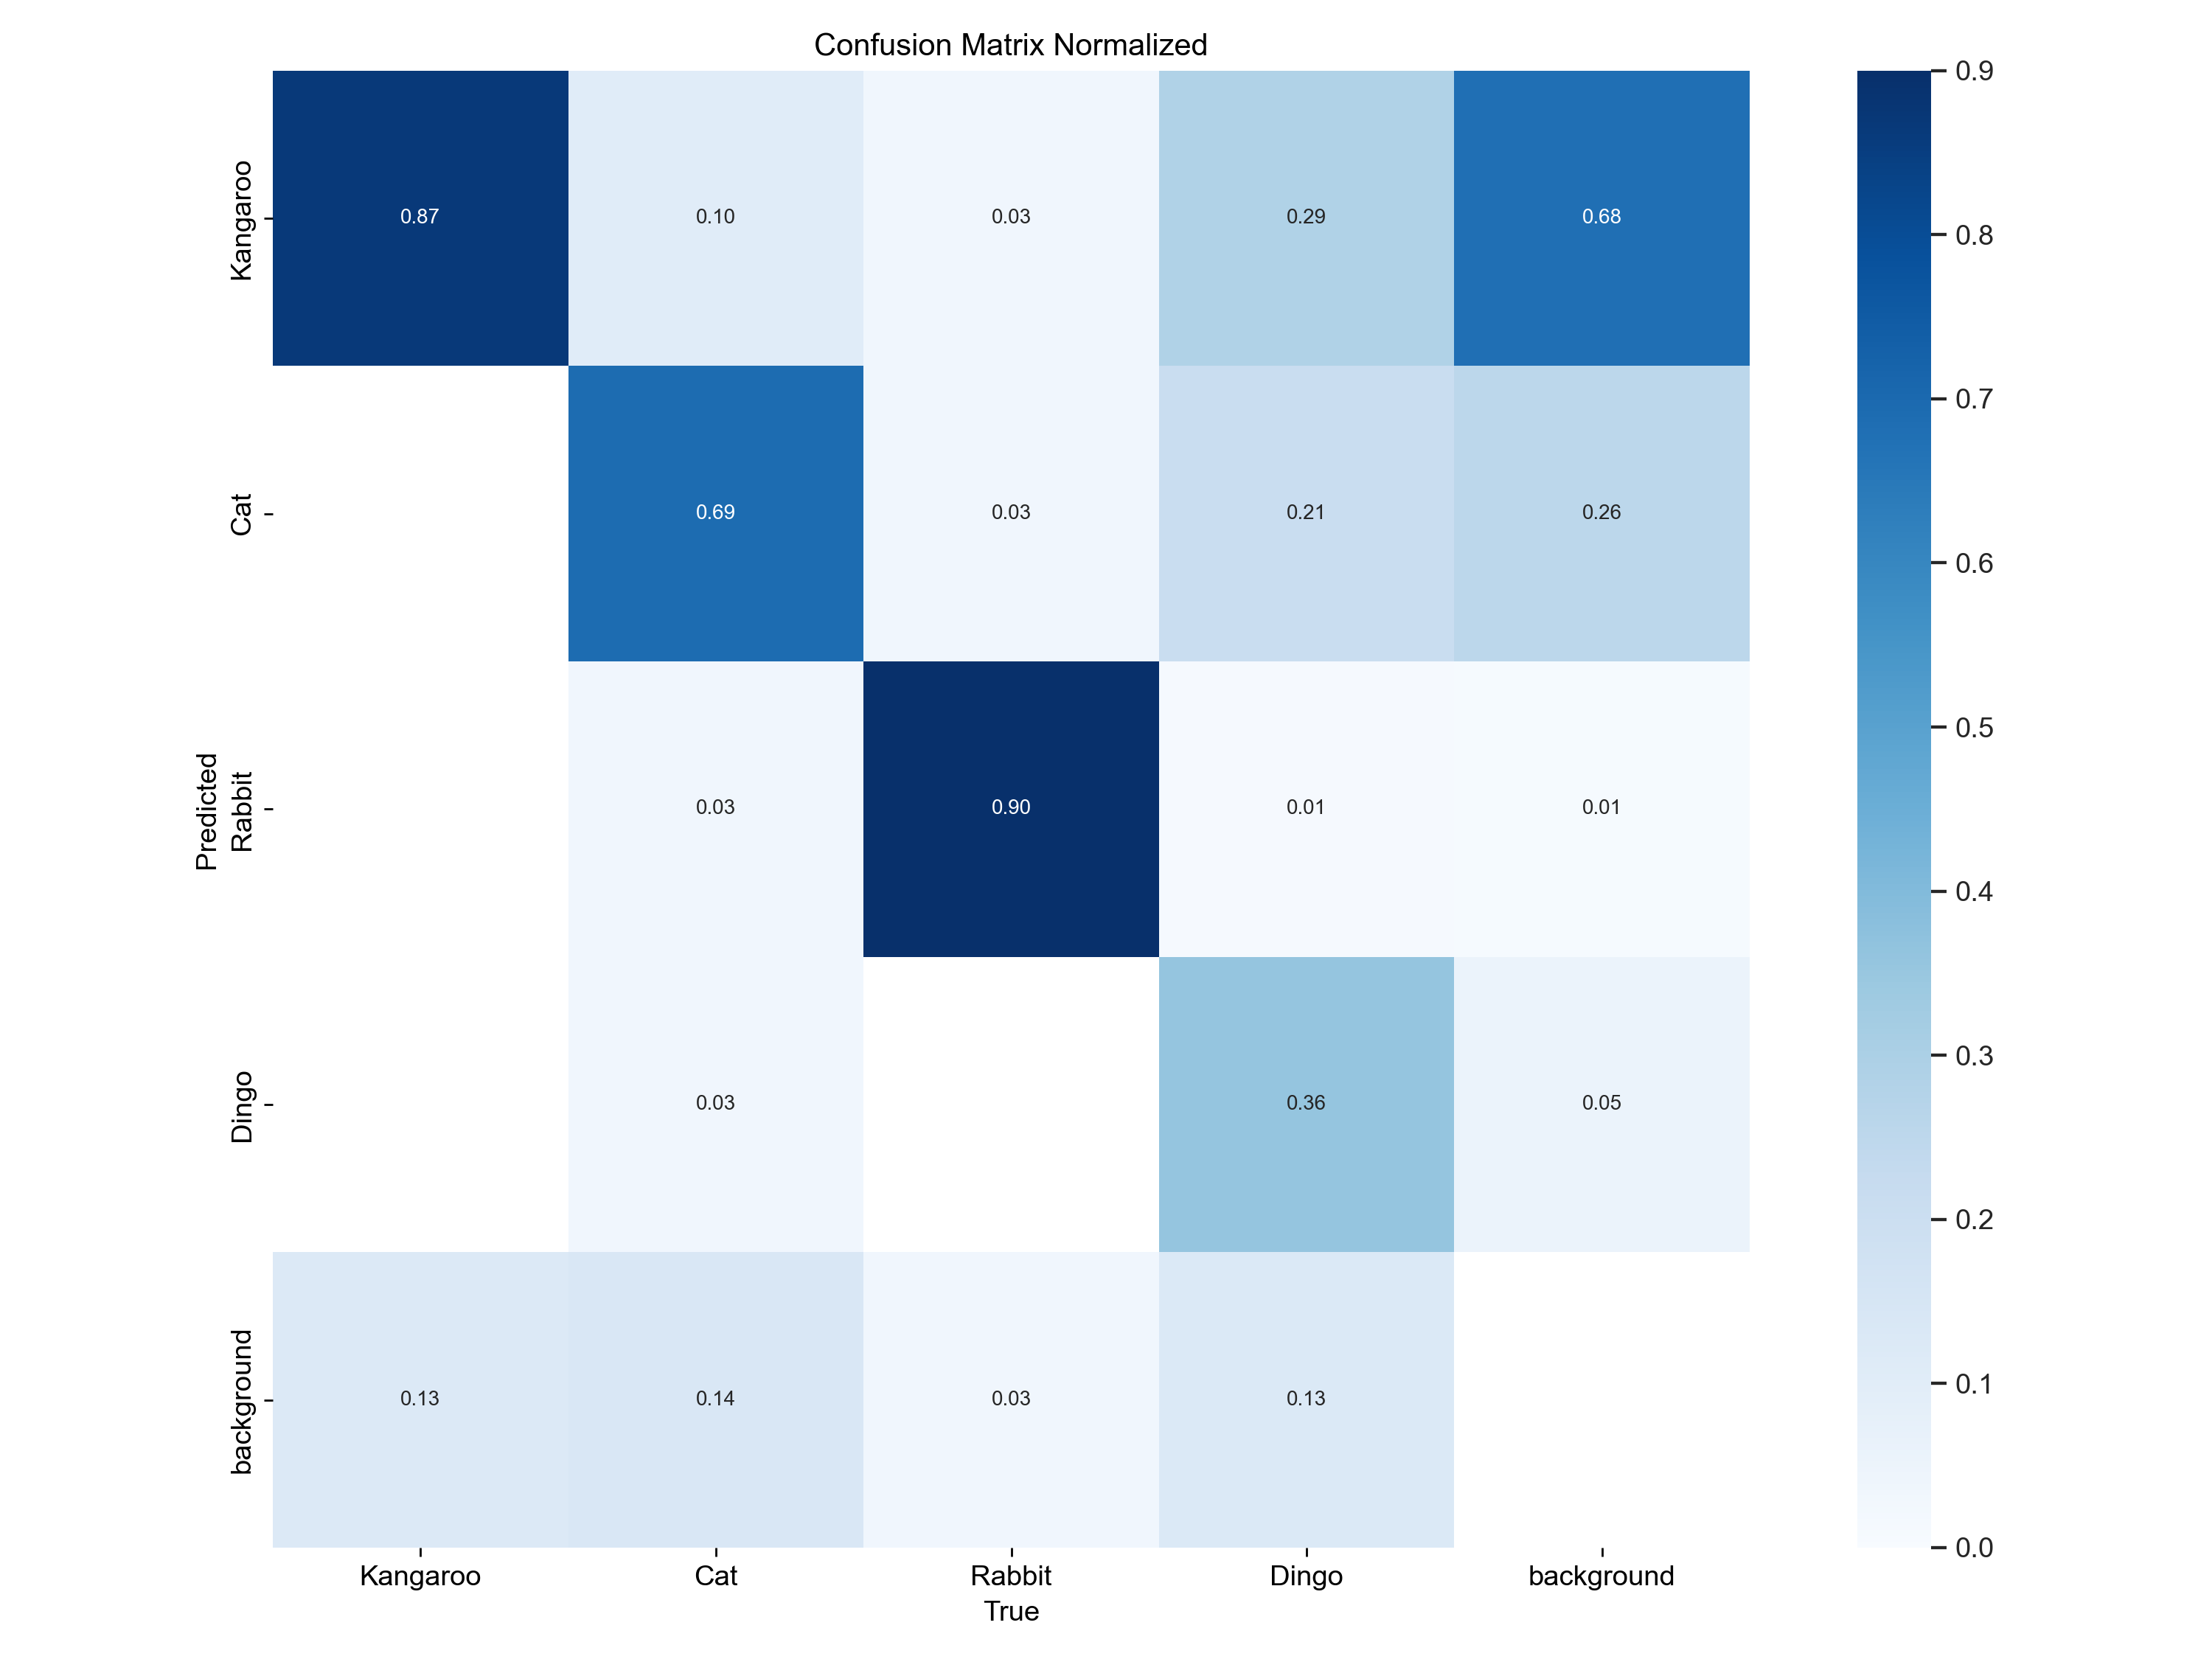 Confusion Matrix Normalized
Kangaroo 0.87 0.10 0.03 0.29 0.68
Cat 0.69 0.03 0.21 0.26
Predicted
Rabbit 0.03 0.90 0.01 0.01
Dingo 0.03 0.36 0.05
background 0.13 0.14 0.03 0.13
Kangaroo Cat Rabbit Dingo background
True
0.9
0.8
0.7
0.6
0.5
0.4
0.3
0.2
0.1
0.0